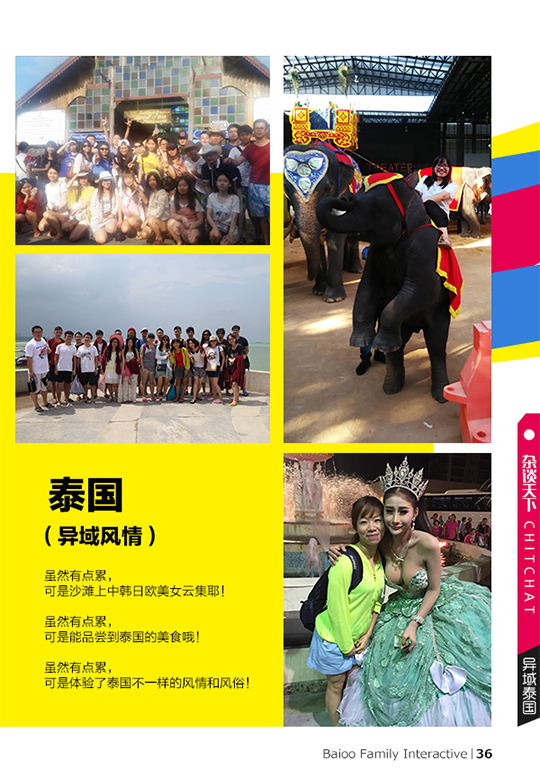 THEATER
泰国
(异域风情)
虽然有点累,
可是沙滩上中韩日欧美女云集耶!
虽然有点累,
可是能品尝到泰国的美食哦!
虽然有点累,
可是体验了泰国不一样的风情和风俗!
杂谈天下 CHITCHAT
异域泰国
Baioo Family Interactive | 36